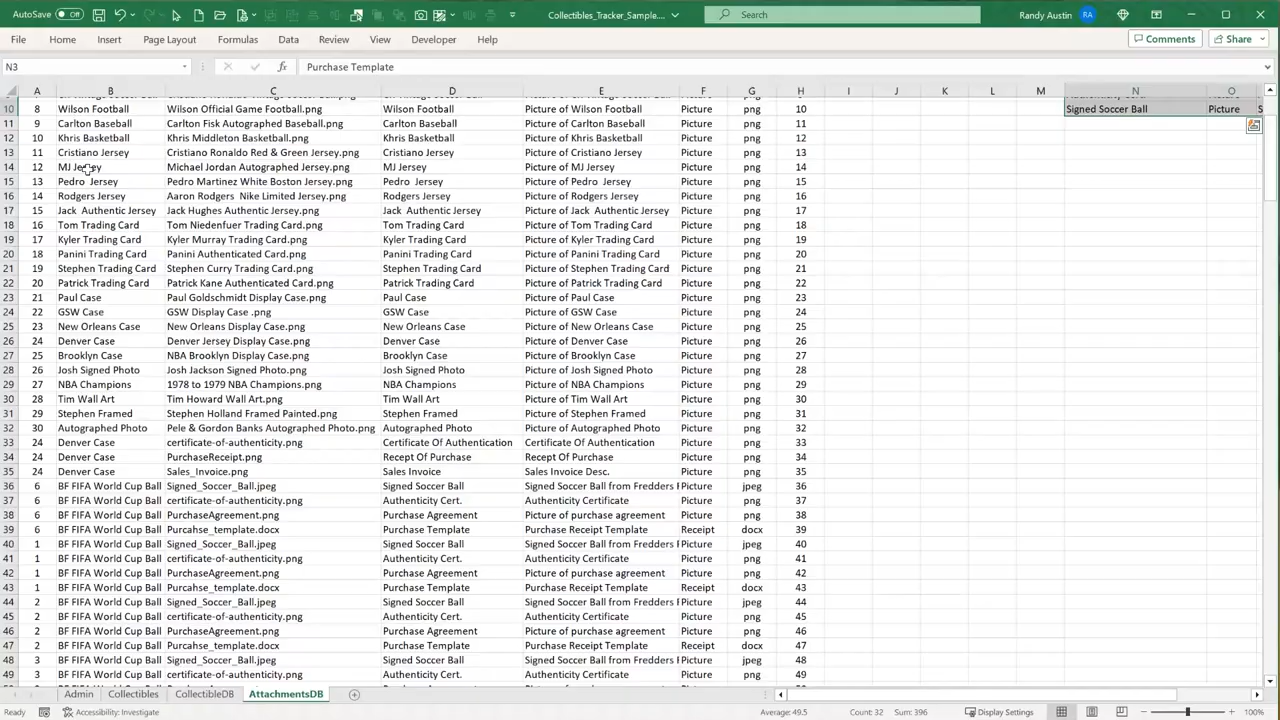 AutoSave Off Collectibles_Tracker_Sample.... Search Randy Austin RA
File Home Insert Page Layout Formulas Data Review View Developer Help Comments Share
N3 fx Purchase Template
A B C D E F G H I J K L M N O
10 8 Wilson Football Wilson Official Game Football.png Wilson Football Picture of Wilson Football Picture png 10 Signed Soccer Ball Picture S
11 9 Carlton Baseball Carlton Fisk Autographed Baseball.png Carlton Baseball Picture of Carlton Baseball Picture png 11
12 10 Khris Basketball Khris Middleton Basketball.png Khris Basketball Picture of Khris Basketball Picture png 12
13 11 Cristiano Jersey Cristiano Ronaldo Red & Green Jersey.png Cristiano Jersey Picture of Cristiano Jersey Picture png 13
14 12 MJ Jersey Michael Jordan Autographed Jersey.png MJ Jersey Picture of MJ Jersey Picture png 14
15 13 Pedro Jersey Pedro Martinez White Boston Jersey.png Pedro Jersey Picture of Pedro Jersey Picture png 15
16 14 Rodgers Jersey Aaron Rodgers Nike Limited Jersey.png Rodgers Jersey Picture of Rodgers Jersey Picture png 16
17 15 Jack Authentic Jersey Jack Hughes Authentic Jersey.png Jack Authentic Jersey Picture of Jack Authentic Jersey Picture png 17
18 16 Tom Trading Card Tom Niedenfuer Trading Card.png Tom Trading Card Picture of Tom Trading Card Picture png 18
19 17 Kyler Trading Card Kyler Murray Trading Card.png Kyler Trading Card Picture of Kyler Trading Card Picture png 19
20 18 Panini Trading Card Panini Authenticated Card.png Panini Trading Card Picture of Panini Trading Card Picture png 20
21 19 Stephen Trading Card Stephen Curry Trading Card.png Stephen Trading Card Picture of Stephen Trading Card Picture png 21
22 20 Patrick Trading Card Patrick Kane Authenticated Card.png Patrick Trading Card Picture of Patrick Trading Card Picture png 22
23 21 Paul Case Paul Goldschmidt Display Case.png Paul Case Picture of Paul Case Picture png 23
24 22 GSW Case GSW Display Case .png GSW Case Picture of GSW Case Picture png 24
25 23 New Orleans Case New Orleans Display Case.png New Orleans Case Picture of New Orleans Case Picture png 25
26 24 Denver Case Denver Jersey Display Case.png Denver Case Picture of Denver Case Picture png 26
27 25 Brooklyn Case NBA Brooklyn Display Case.png Brooklyn Case Picture of Brooklyn Case Picture png 27
28 26 Josh Signed Photo Josh Jackson Signed Photo.png Josh Signed Photo Picture of Josh Signed Photo Picture png 28
29 27 NBA Champions 1978 to 1979 NBA Champions.png NBA Champions Picture of NBA Champions Picture png 29
30 28 Tim Wall Art Tim Howard Wall Art.png Tim Wall Art Picture of Tim Wall Art Picture png 30
31 29 Stephen Framed Stephen Holland Framed Painted.png Stephen Framed Picture of Stephen Framed Picture png 31
32 30 Autographed Photo Pele & Gordon Banks Autographed Photo.png Autographed Photo Picture of Autographed Photo Picture png 32
33 24 Denver Case certificate-of-authenticity.png Certificate Of Authentication Certificate Of Authentication Picture png 33
34 24 Denver Case PurchaseReceipt.png Recept Of Purchase Recept Of Purchase Picture png 34
35 24 Denver Case Sales_Invoice.png Sales Invoice Sales Invoice Desc. Picture png 35
36 6 BF FIFA World Cup Ball Signed_Soccer_Ball.jpeg Signed Soccer Ball Signed Soccer Ball from Fredders Picture jpeg 36
37 6 BF FIFA World Cup Ball certificate-of-authenticity.png Authenticity Cert. Authenticity Certificate Picture png 37
38 6 BF FIFA World Cup Ball PurchaseAgreement.png Purchase Agreement Picture of purchase agreement Picture png 38
39 6 BF FIFA World Cup Ball Purcahse_template.docx Purchase Template Purchase Receipt Template Receipt docx 39
40 1 BF FIFA World Cup Ball Signed_Soccer_Ball.jpeg Signed Soccer Ball Signed Soccer Ball from Fredders Picture jpeg 40
41 1 BF FIFA World Cup Ball certificate-of-authenticity.png Authenticity Cert. Authenticity Certificate Picture png 41
42 1 BF FIFA World Cup Ball PurchaseAgreement.png Purchase Agreement Picture of purchase agreement Picture png 42
43 1 BF FIFA World Cup Ball Purcahse_template.docx Purchase Template Purchase Receipt Template Receipt docx 43
44 2 BF FIFA World Cup Ball Signed_Soccer_Ball.jpeg Signed Soccer Ball Signed Soccer Ball from Fredders Picture jpeg 44
45 2 BF FIFA World Cup Ball certificate-of-authenticity.png Authenticity Cert. Authenticity Certificate Picture png 45
46 2 BF FIFA World Cup Ball PurchaseAgreement.png Purchase Agreement Picture of purchase agreement Picture png 46
47 2 BF FIFA World Cup Ball Purcahse_template.docx Purchase Template Purchase Receipt Template Receipt docx 47
48 3 BF FIFA World Cup Ball Signed_Soccer_Ball.jpeg Signed Soccer Ball Signed Soccer Ball from Fredders Picture jpeg 48
49 3 BF FIFA World Cup Ball certificate-of-authenticity.png Authenticity Cert. Authenticity Certificate Picture png 49
Admin Collectibles CollectibleDB AttachmentsDB
Ready Accessibility: Investigate Average: 49.5 Count: 32 Sum: 396 Display Settings 100%